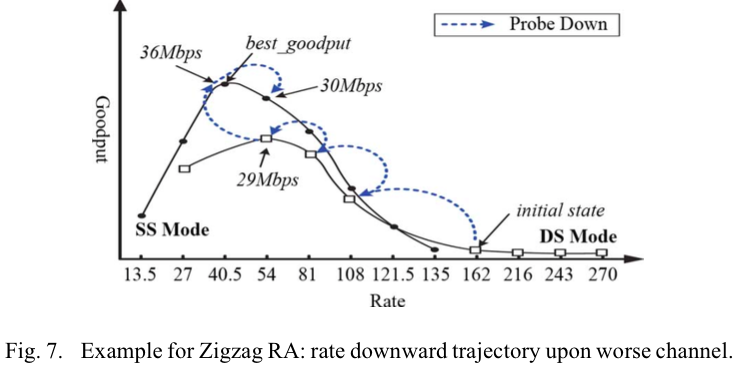 Probe Down
36Mbps
best_goodput
30Mbps
Goodput
29Mbps
initial state
SS Mode
DS Mode
13.5 27 40.5 54 81 108 121.5 135 162 216 243 270
Rate
Fig. 7. Example for Zigzag RA: rate downward trajectory upon worse channel.